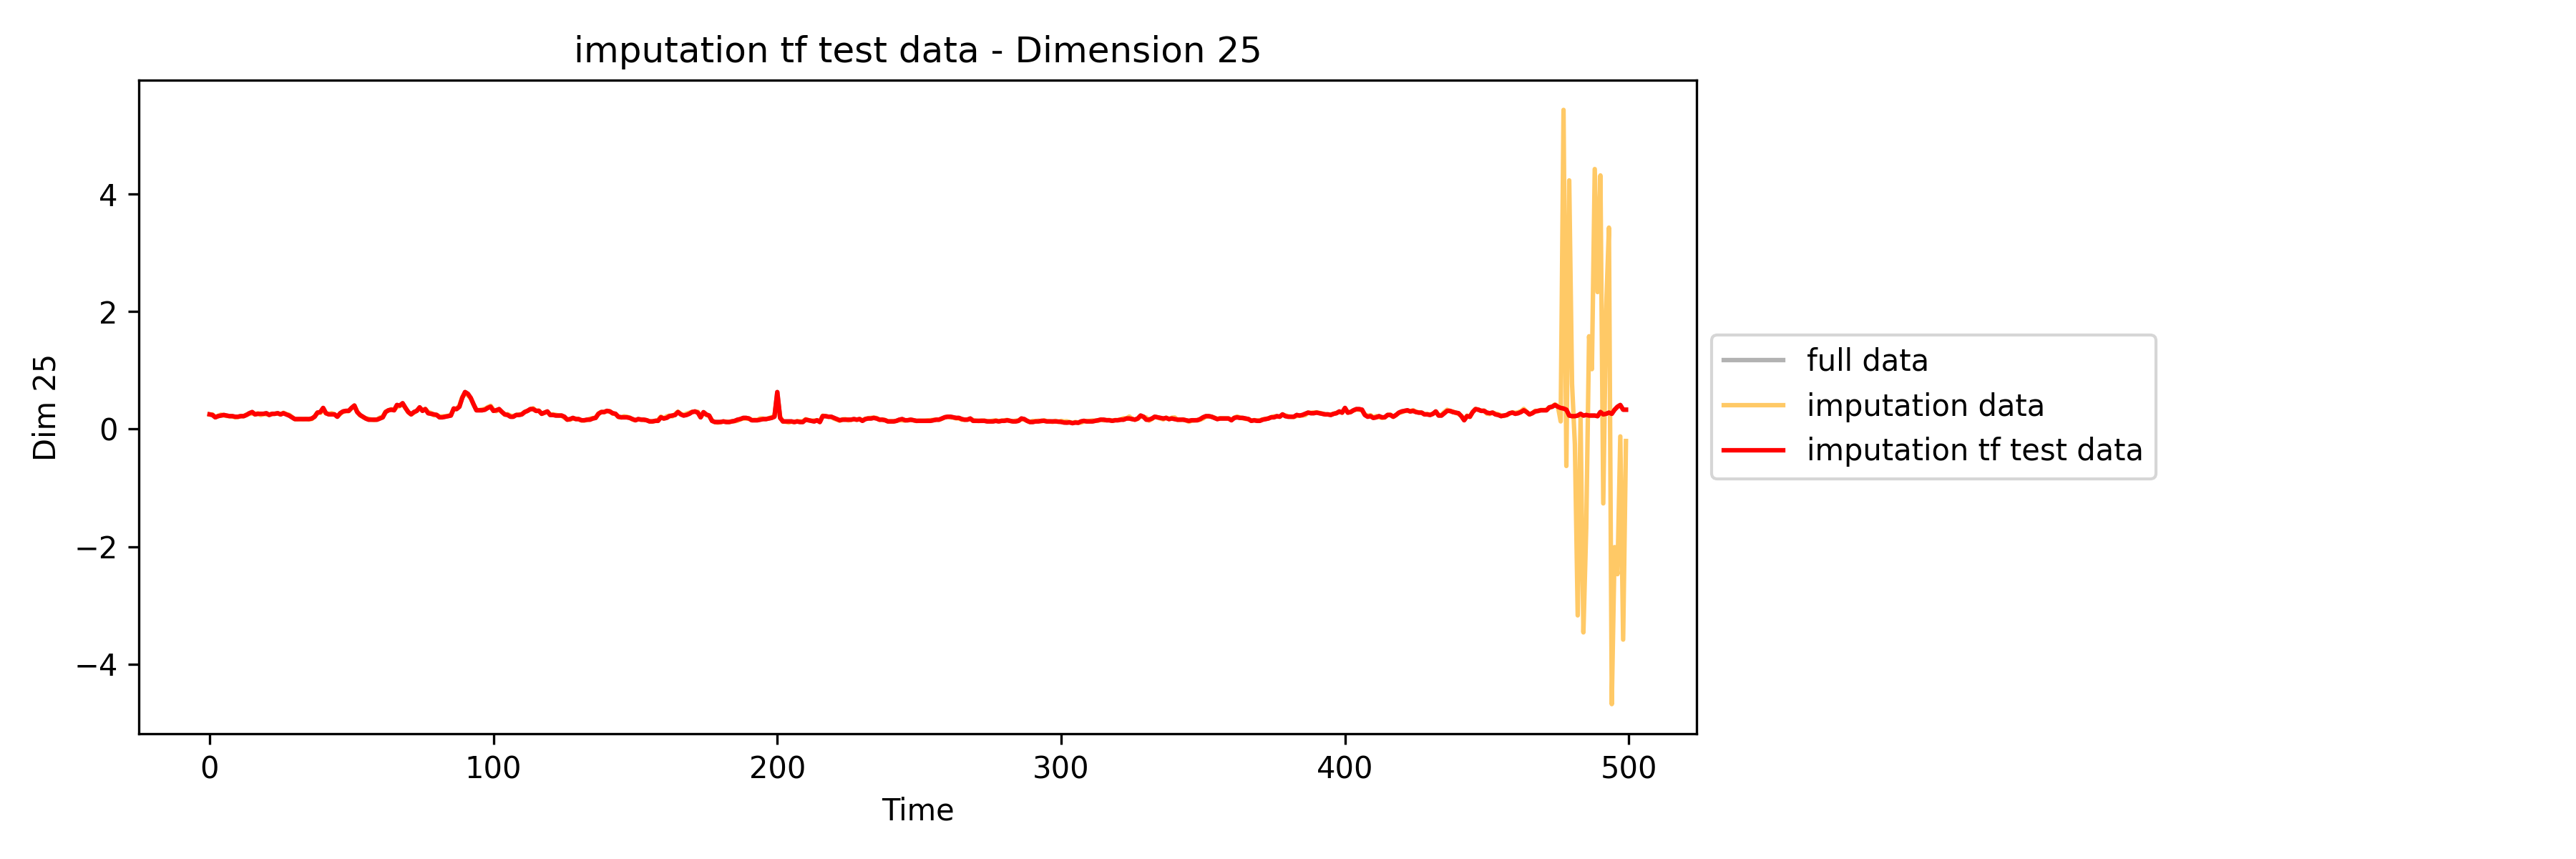 imputation tf test data - Dimension 25
4
2
0
−2
−4
Dim 25
0 100 200 300 400 500
Time
full data
imputation data
imputation tf test data